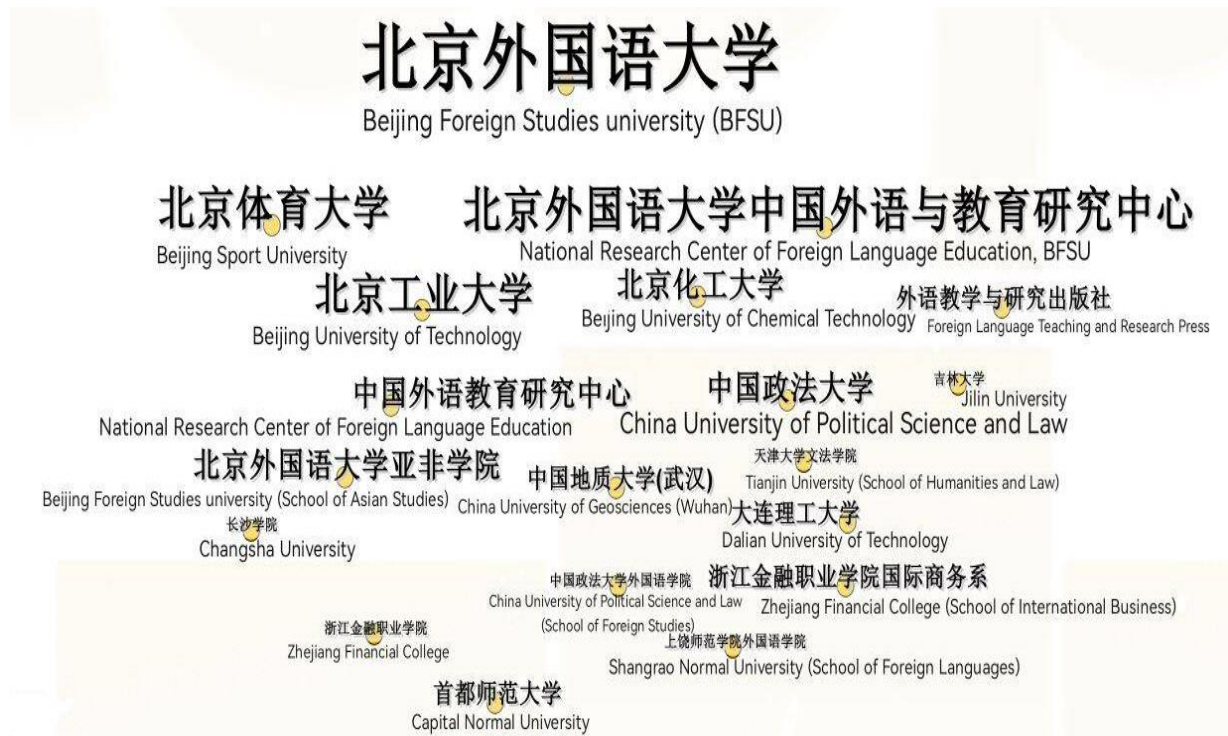 北京外国语大学
Beijing Foreign Studies university (BFSU)
北京体育大学
Beijing Sport University
北京外国语大学中国外语与教育研究中心
National Research Center of Foreign Language Education, BFSU
北京工业大学
Beijing University of Technology
北京化工大学
Beijing University of Chemical Technology
外语教学与研究出版社
Foreign Language Teaching and Research Press
中国外语教育研究中心
National Research Center of Foreign Language Education
中国政法大学
China University of Political Science and Law
吉林大学
Jilin University
北京外国语大学亚非学院
Beijing Foreign Studies university (School of Asian Studies)
中国地质大学(武汉)
China University of Geosciences (Wuhan)
天津大学文法学院
Tianjin University (School of Humanities and Law)
长沙学院
Changsha University
大连理工大学
Dalian University of Technology
中国政法大学外国语学院
China University of Political Science and Law
(School of Foreign Studies)
浙江金融职业学院国际商务系
Zhejiang Financial College (School of International Business)
浙江金融职业学院
Zhejiang Financial College
上饶师范学院外国语学院
Shangrao Normal University (School of Foreign Languages)
首都师范大学
Capital Normal University